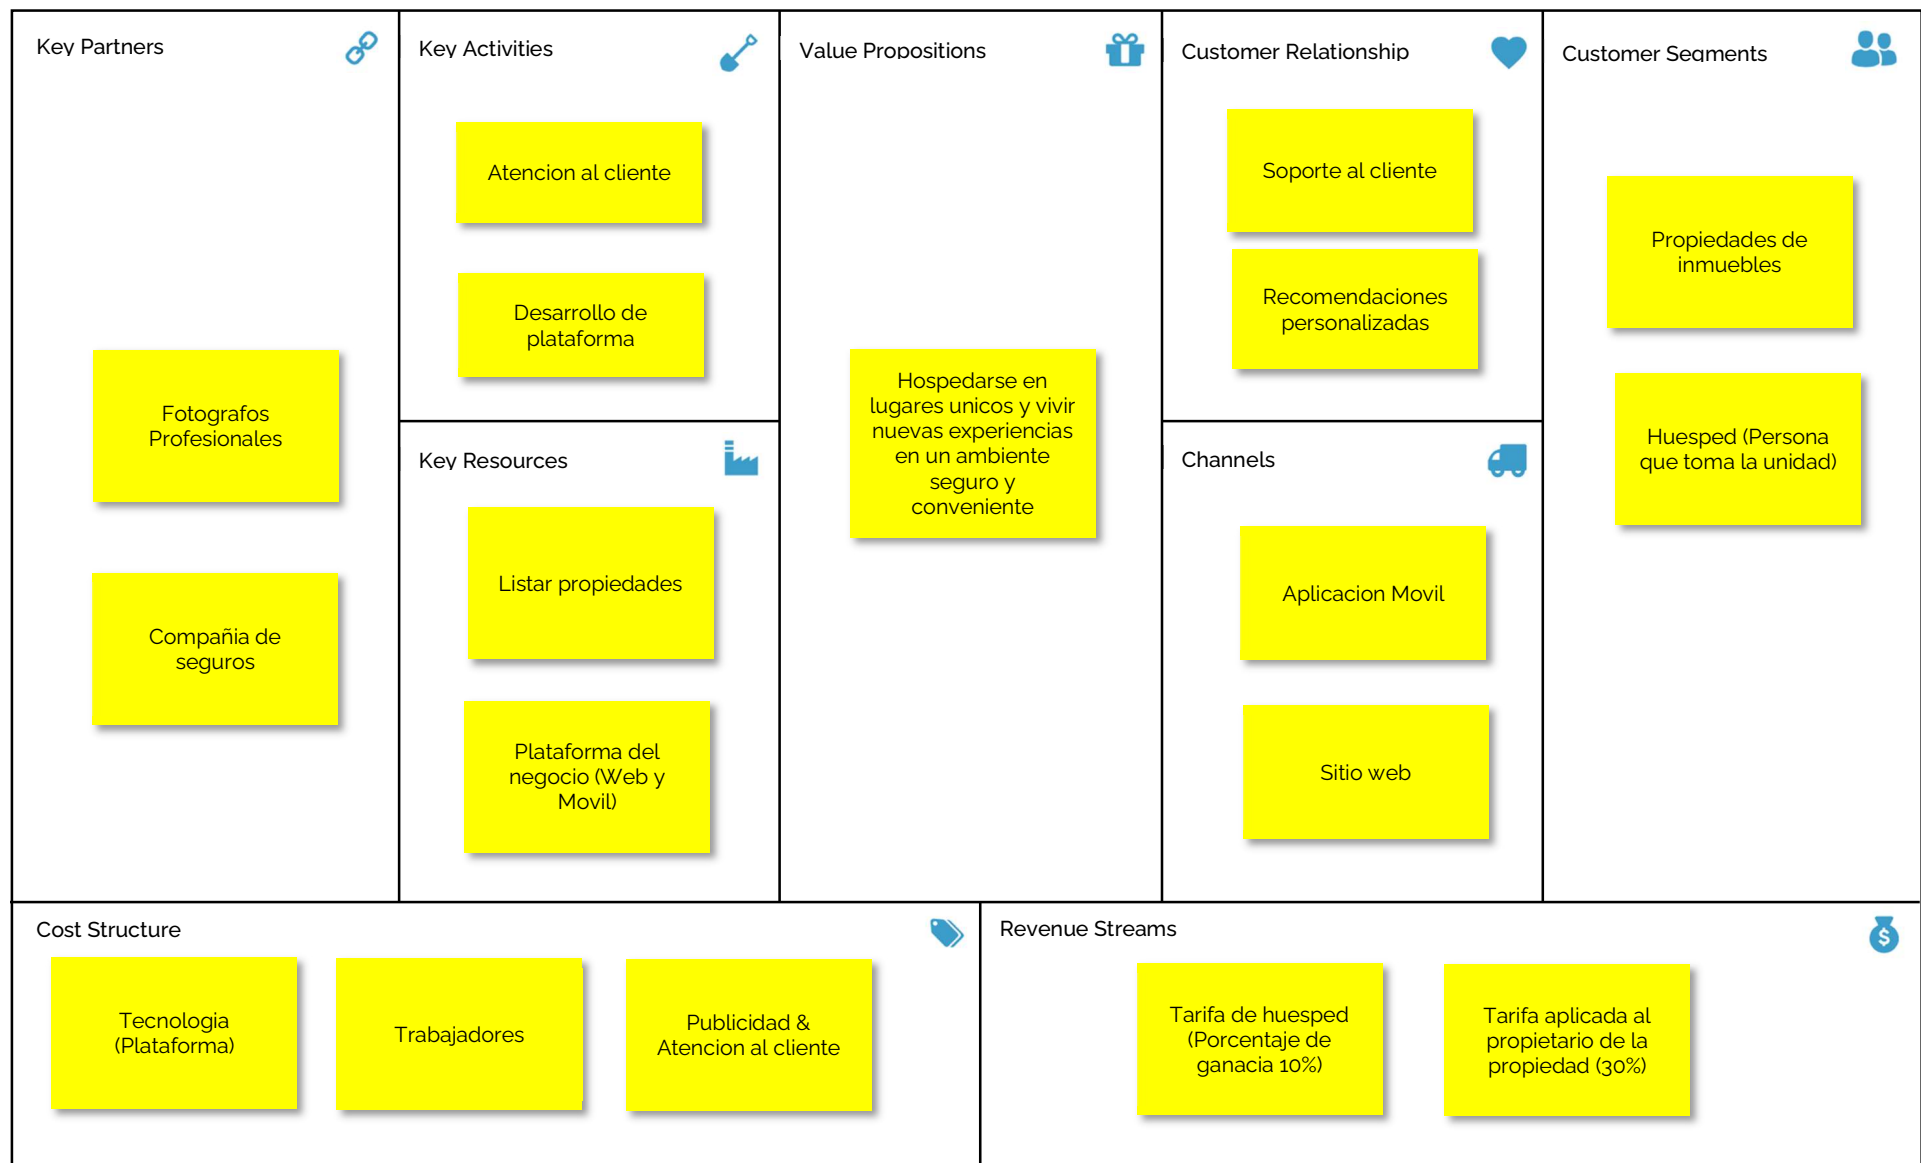 Key Partners
Fotografos
Profesionales
Compañia de
seguros
Key Activities
Atencion al cliente
Desarrollo de
plataforma
Key Resources
Listar propiedades
Plataforma del
negocio (Web y
Movil)
Value Propositions
Hospedarse en
lugares unicos y vivir
nuevas experiencias
en un ambiente
seguro y
conveniente
Customer Relationship
Soporte al cliente
Recomendaciones
personalizadas
Channels
Aplicacion Movil
Sitio web
Customer Segments
Propiedades de
inmuebles
Huesped (Persona
que toma la unidad)
Cost Structure
Tecnologia
(Plataforma)
Trabajadores
Publicidad &
Atencion al cliente
Revenue Streams
Tarifa de huesped
(Porcentaje de
ganacia 10%)
Tarifa aplicada al
propietario de la
propiedad (30%)